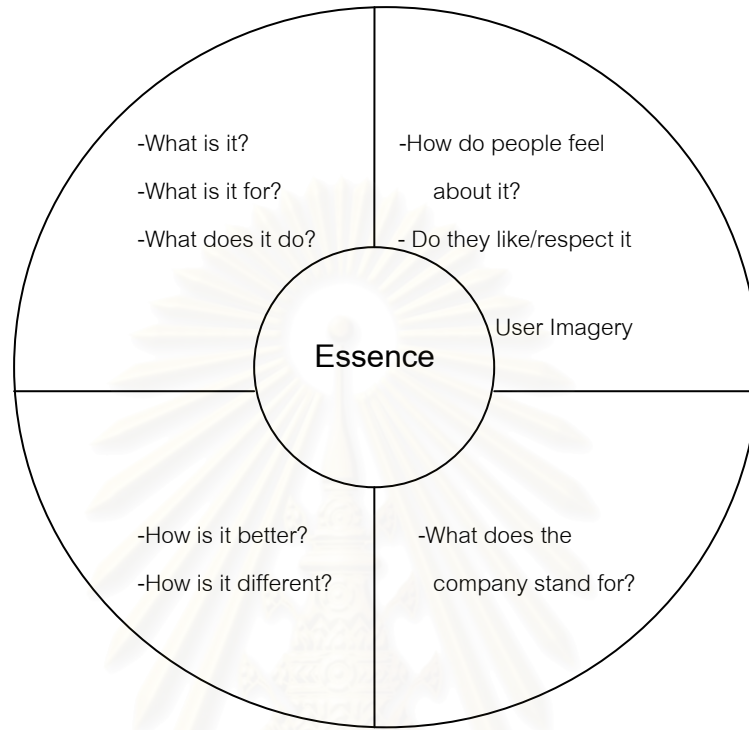 -What is it?
-What is it for?
-What does it do?
-How do people feel
about it?
- Do they like/respect it
User Imagery
Essence
-How is it better?
-How is it different?
-What does the
company stand for?